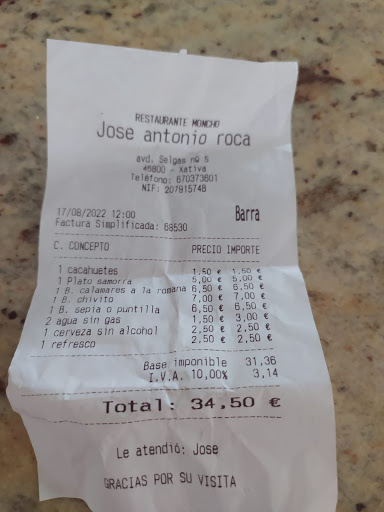 RESTAURANTE MONCHO
Jose antonio roca
avd. Selgas nº 5
46800 - Xativa
Teléfono: 670373601
NIF: 20791574B
17/08/2022 12:00 Barra
Factura Simplificada: 68530
C. CONCEPTO PRECIO IMPORTE
1 cacahuetes 1,50 € 1,50 €
1 Plato samorra 5,00 € 5,00 €
1 B. calamares a la romana 6,50 € 6,50 €
1 B. chivito 7,00 € 7,00 €
1 B. sepia o puntilla 6,50 € 6,50 €
2 agua sin gas 1,50 € 3,00 €
1 cerveza sin alcohol 2,50 € 2,50 €
1 refresco 2,50 € 2,50 €
Base imponible 31,36
I.V.A. 10,00% 3,14
Total: 34,50 €
Le atendió: Jose
GRACIAS POR SU VISITA